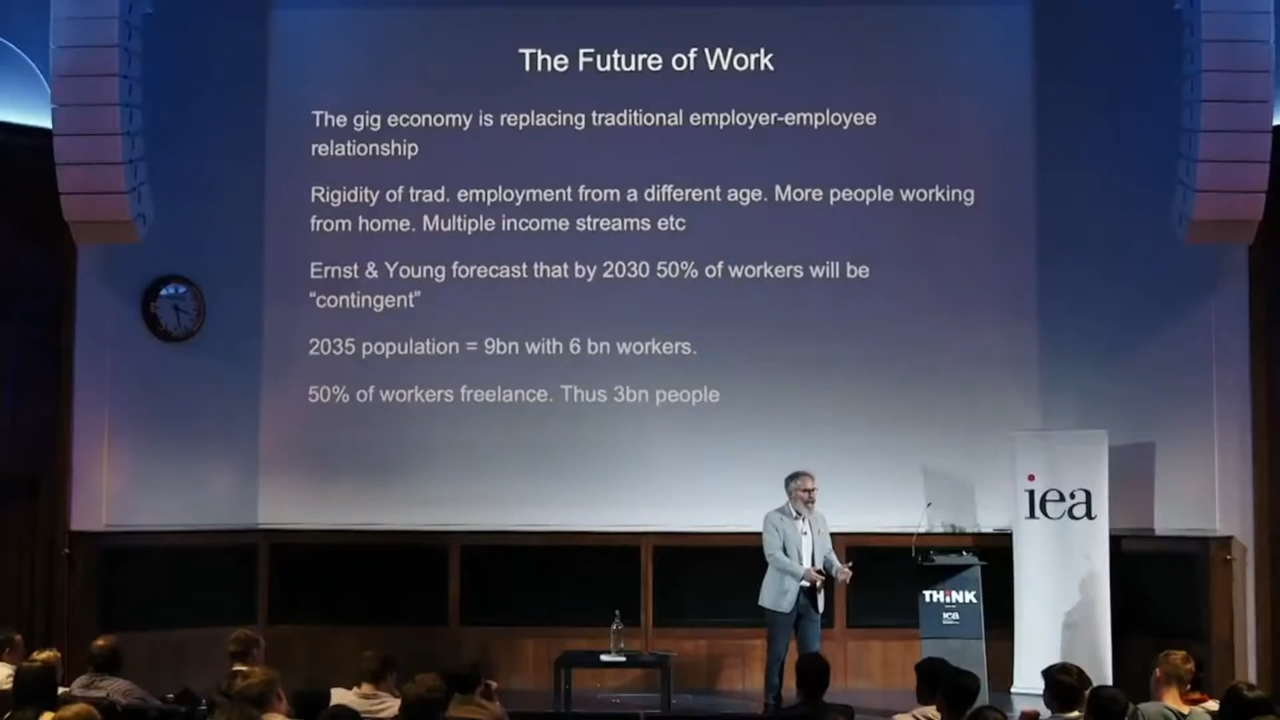 The Future of Work
The gig economy is replacing traditional employer-employee
relationship
Rigidity of trad. employment from a different age. More people working
from home. Multiple income streams etc
Ernst & Young forecast that by 2030 50% of workers will be
“contingent”
2035 population = 9bn with 6 bn workers.
50% of workers freelance. Thus 3bn people
iea
THiNK
iea